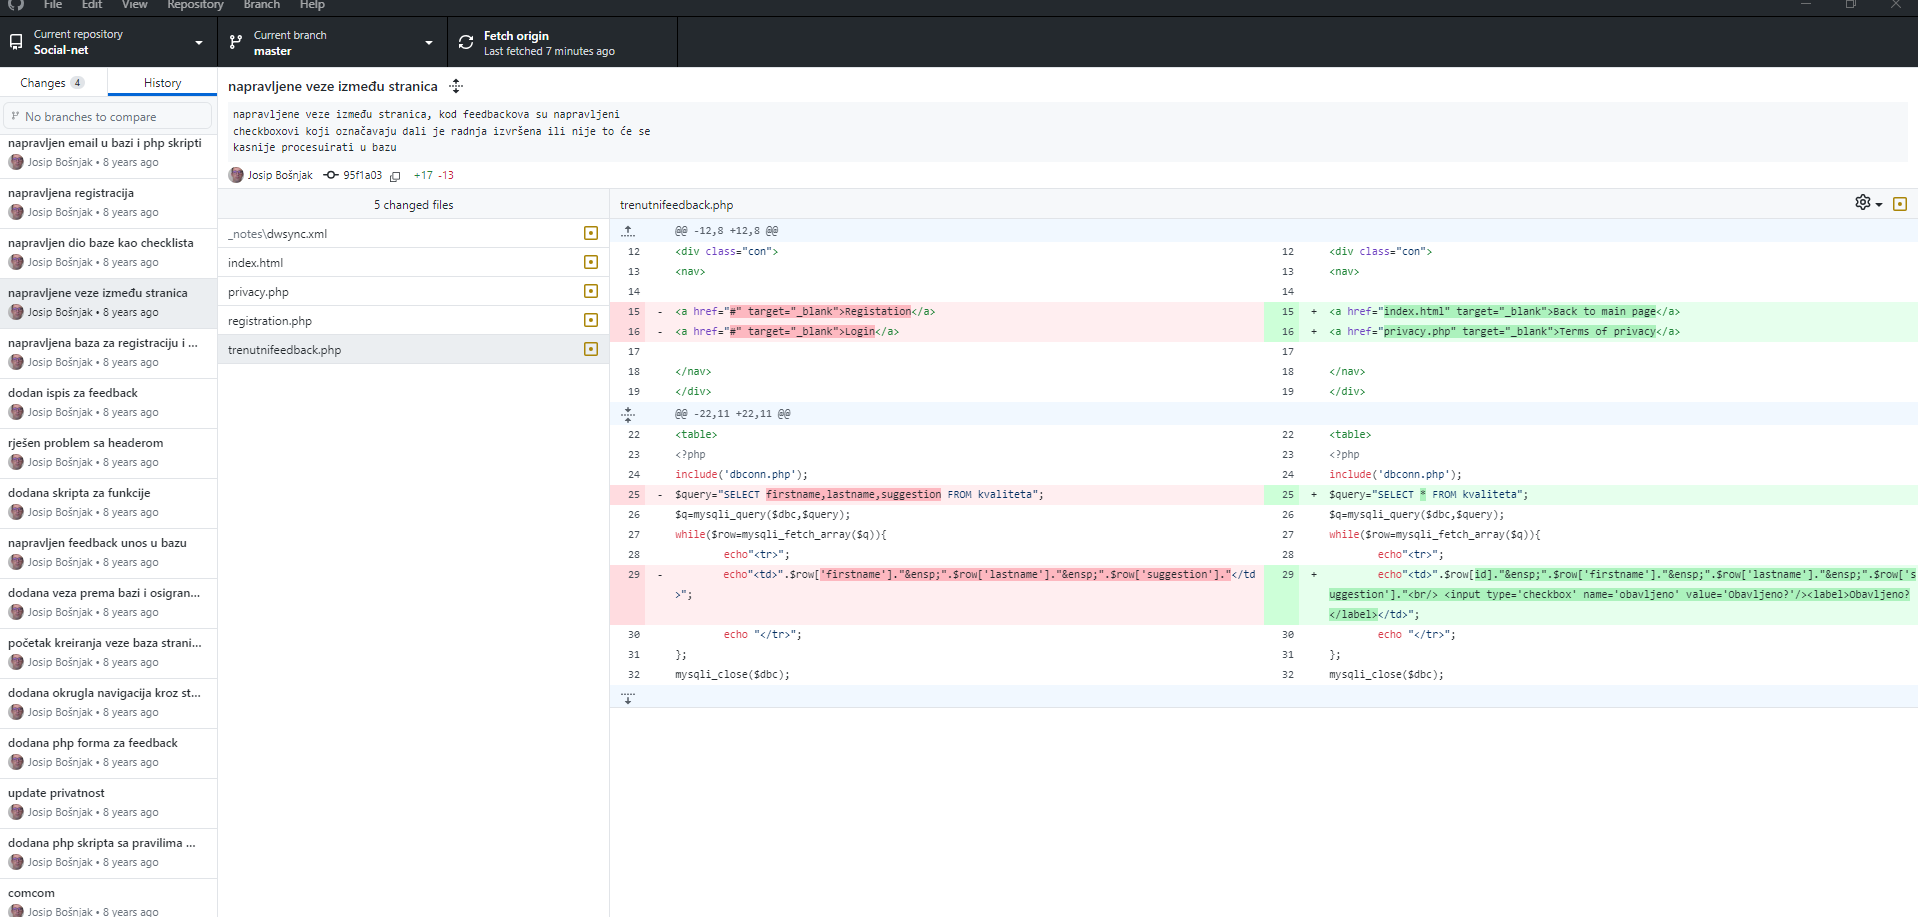 File Edit View Repository Branch Help
Current repository
Social-net
Current branch
master
Fetch origin
Last fetched 7 minutes ago
Changes 4 History
No branches to compare
napravljen email u bazi i php skripti
Josip Bošnjak • 8 years ago
napravljena registracija
Josip Bošnjak • 8 years ago
napravljen dio baze kao checklista
Josip Bošnjak • 8 years ago
napravljene veze između stranica
Josip Bošnjak • 8 years ago
napravljena baza za registraciju i ...
Josip Bošnjak • 8 years ago
dodan ispis za feedback
Josip Bošnjak • 8 years ago
rješen problem sa headerom
Josip Bošnjak • 8 years ago
dodana skripta za funkcije
Josip Bošnjak • 8 years ago
napravljen feedback unos u bazu
Josip Bošnjak • 8 years ago
dodana veza prema bazi i osigran...
Josip Bošnjak • 8 years ago
početak kreiranja veze baza strani...
Josip Bošnjak • 8 years ago
dodana okrugla navigacija kroz st...
Josip Bošnjak • 8 years ago
dodana php forma za feedback
Josip Bošnjak • 8 years ago
update privatnost
Josip Bošnjak • 8 years ago
dodana php skripta sa pravilima ...
Josip Bošnjak • 8 years ago
comcom
Josip Bošnjak • 8 years ago
napravljene veze između stranica
napravljene veze između stranica, kod feedbackova su napravljeni
checkboxovi koji označavaju dali je radnja izvršena ili nije to će se
kasnije procesuirati u bazu
Josip Bošnjak 95f1a03 +17 -13
5 changed files
_notes\dwsync.xml
index.html
privacy.php
registration.php
trenutnifeedback.php
trenutnifeedback.php
@@ -12,8 +12,8 @@
12 <div class="con">
13 <nav>
14
15 - <a href="#" target="_blank">Registation</a>
16 - <a href="#" target="_blank">Login</a>
17
18 </nav>
19 </div>
@@ -22,11 +22,11 @@
22 <table>
23 <?php
24 include('dbconn.php');
25 - $query="SELECT firstname,lastname,suggestion FROM kvaliteta";
26 $q=mysqli_query($dbc,$query);
27 while($row=mysqli_fetch_array($q)){
28 echo"<tr>";
29 - echo"<td>".$row['firstname']."&ensp;".$row['lastname']."&ensp;".$row['suggestion']."</td
>";
30 echo "</tr>";
31 };
32 mysqli_close($dbc);
12 <div class="con">
13 <nav>
14
15 + <a href="index.html" target="_blank">Back to main page</a>
16 + <a href="privacy.php" target="_blank">Terms of privacy</a>
17
18 </nav>
19 </div>
22 <table>
23 <?php
24 include('dbconn.php');
25 + $query="SELECT * FROM kvaliteta";
26 $q=mysqli_query($dbc,$query);
27 while($row=mysqli_fetch_array($q)){
28 echo"<tr>";
29 + echo"<td>".$row[id]."&ensp;".$row['firstname']."&ensp;".$row['lastname']."&ensp;".$row['s
uggestion']."<br/> <input type='checkbox' name='obavljeno' value='Obavljeno?'/><label>Obavljeno?
</label></td>";
30 echo "</tr>";
31 };
32 mysqli_close($dbc);